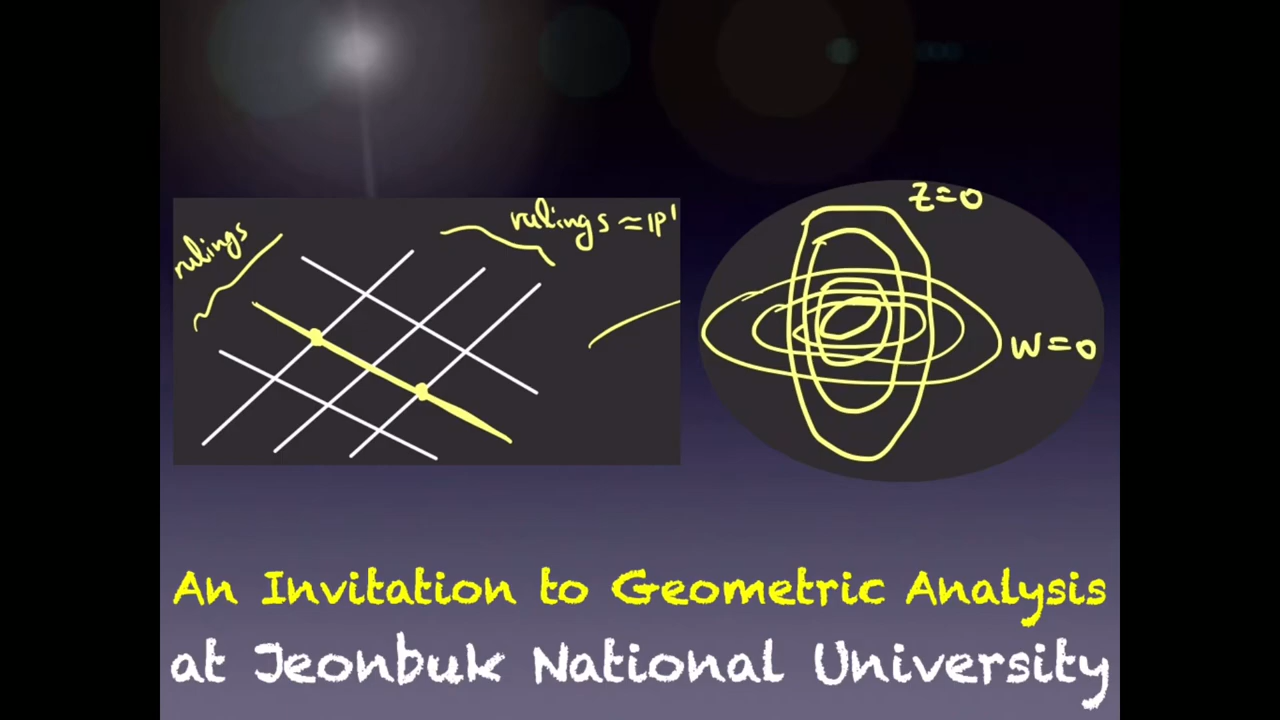 rulings
rulings ≃ ℙ¹
z=0
w=0
An Invitation to Geometric Analysis
at Jeonbuk National University